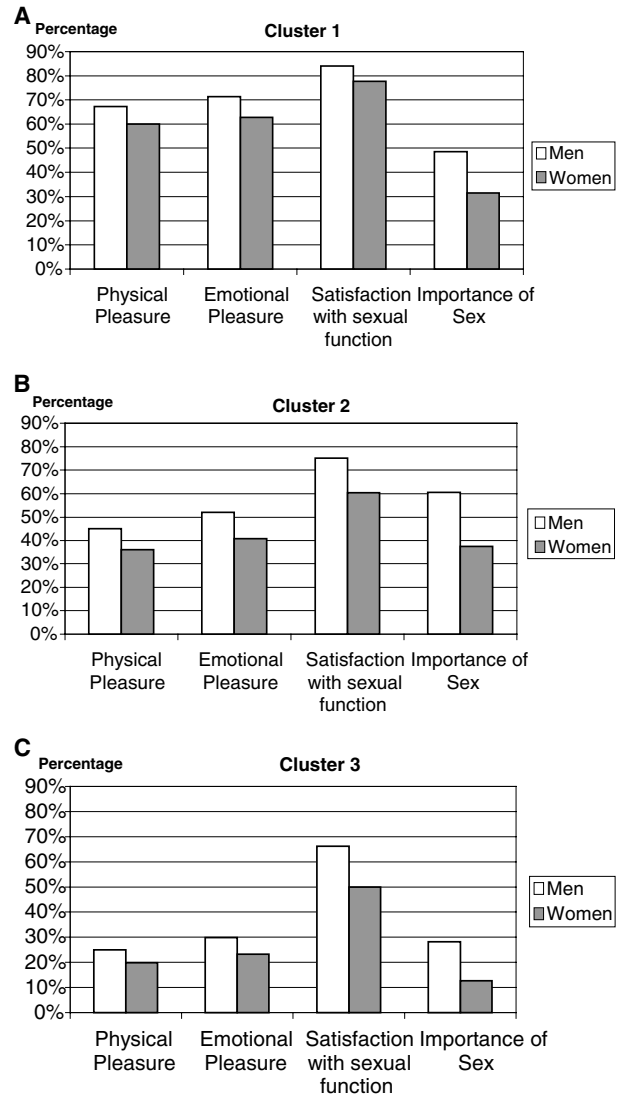 A
Percentage
Cluster 1
90%
80%
70%
60%
50%
40%
30%
20%
10%
0%
Physical Pleasure
Emotional Pleasure
Satisfaction with sexual function
Importance of Sex
Men
Women
B
Percentage
Cluster 2
90%
80%
70%
60%
50%
40%
30%
20%
10%
0%
Physical Pleasure
Emotional Pleasure
Satisfaction with sexual function
Importance of Sex
Men
Women
C
Percentage
Cluster 3
90%
80%
70%
60%
50%
40%
30%
20%
10%
0%
Physical Pleasure
Emotional Pleasure
Satisfaction with sexual function
Importance of Sex
Men
Women